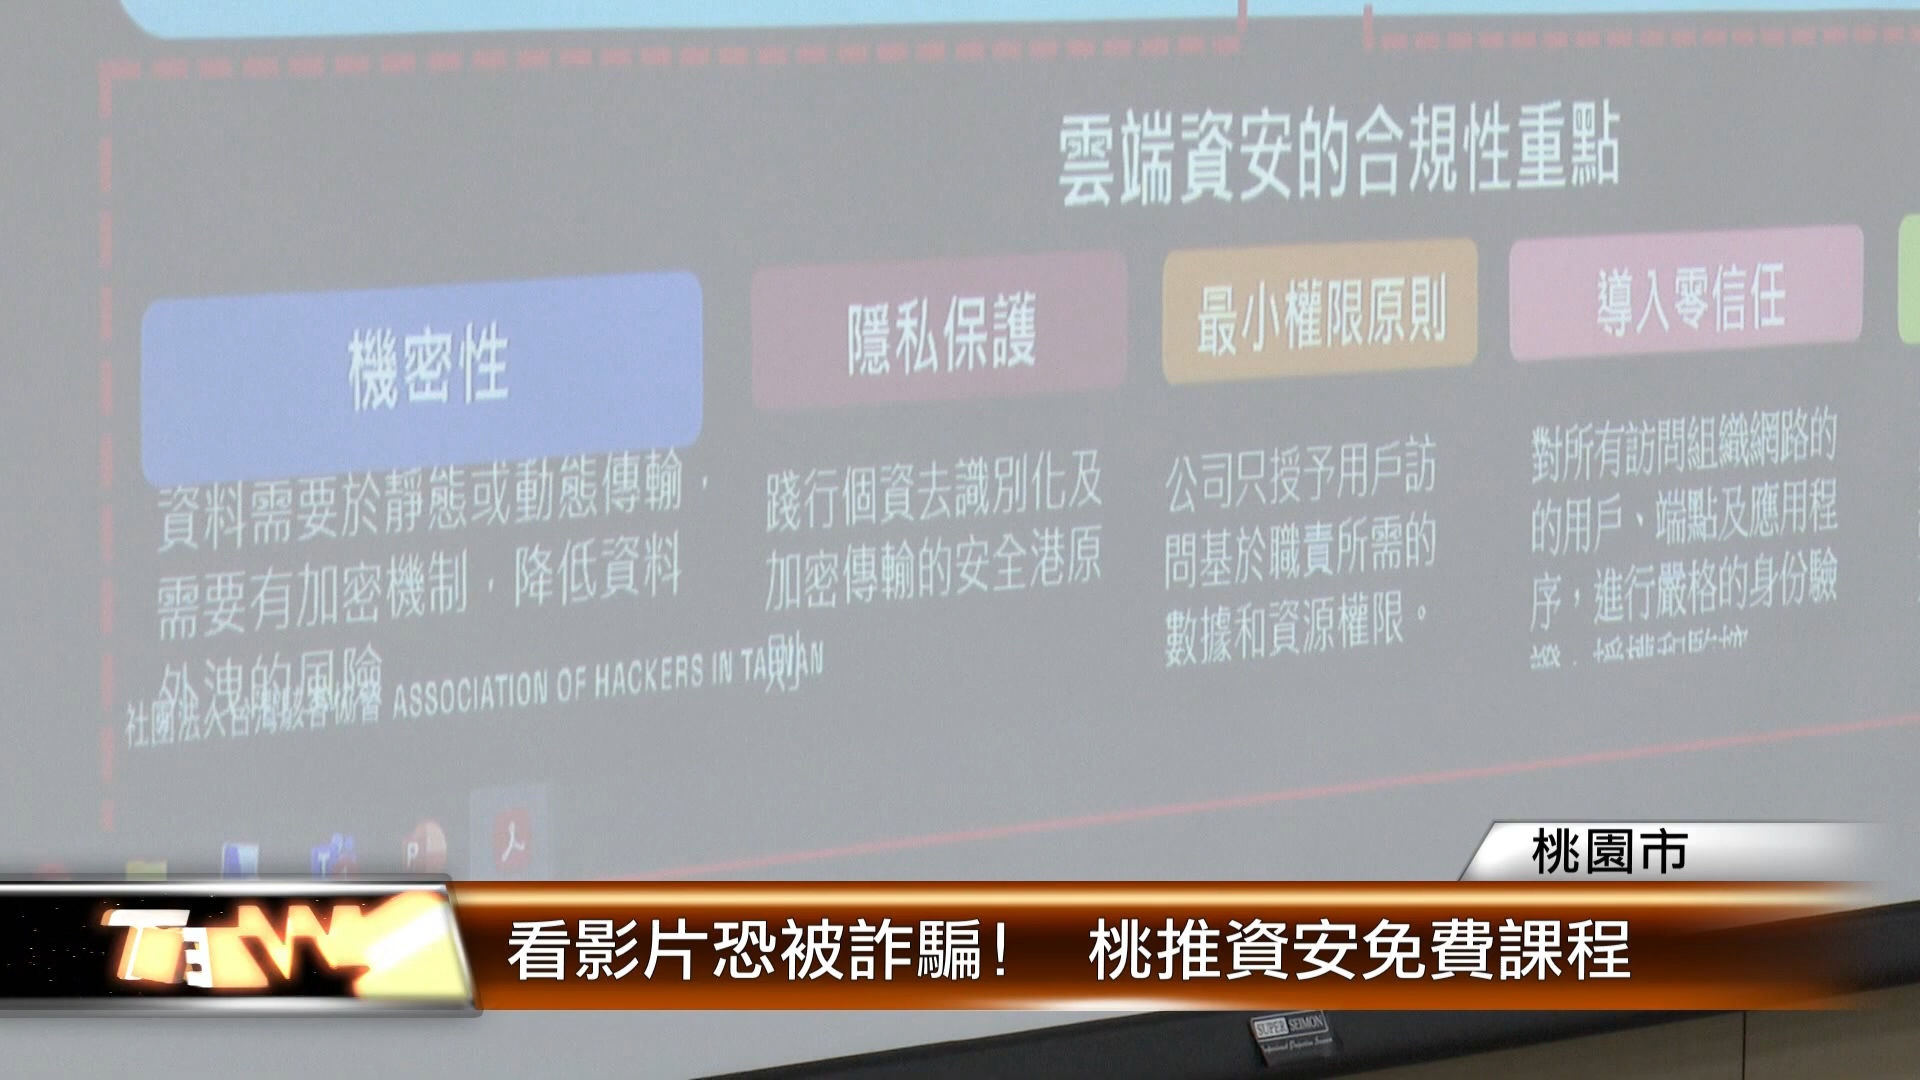 雲端資安的合規性重點
機密性
資料需要於靜態或動態傳輸，
需要有加密機制，降低資料
外洩的風險
隱私保護
踐行個資去識別化及
加密傳輸的安全港原
則
最小權限原則
公司只授予用戶訪
問基於職責所需的
數據和資源權限。
導入零信任
對所有訪問組織網路的
的用戶、端點及應用程
序，進行嚴格的身份驗
社團法人台灣駭客協會 ASSOCIATION OF HACKERS IN TAIWAN
桃園市
看影片恐被詐騙! 桃推資安免費課程
SUPER SEIMON